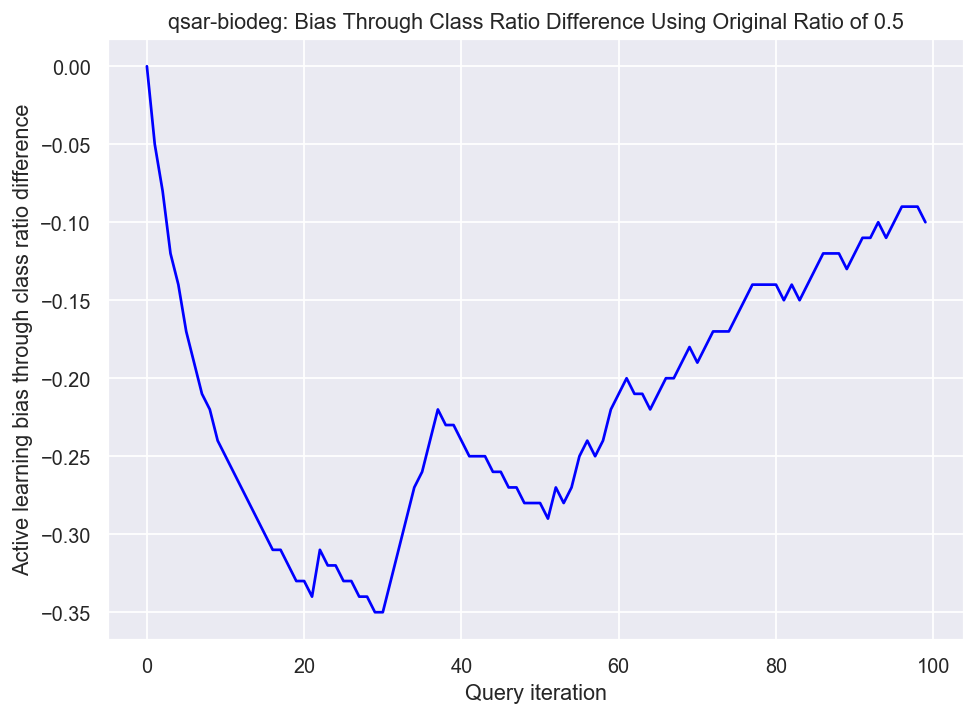 qsar-biodeg: Bias Through Class Ratio Difference Using Original Ratio of 0.5
Active learning bias through class ratio difference
0.00
−0.05
−0.10
−0.15
−0.20
−0.25
−0.30
−0.35
0 20 40 60 80 100
Query iteration